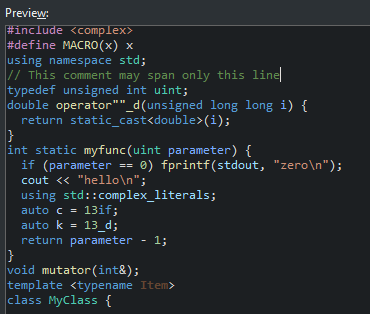 Preview:
#include <complex>
#define MACRO(x) x
using namespace std;
// This comment may span only this line
typedef unsigned int uint;
double operator""_d(unsigned long long i) {
  return static_cast<double>(i);
}
int static myfunc(uint parameter) {
  if (parameter == 0) fprintf(stdout, "zero\n");
  cout << "hello\n";
  using std::complex_literals;
  auto c = 13if;
  auto k = 13_d;
  return parameter - 1;
}
void mutator(int&);
template <typename Item>
class MyClass {